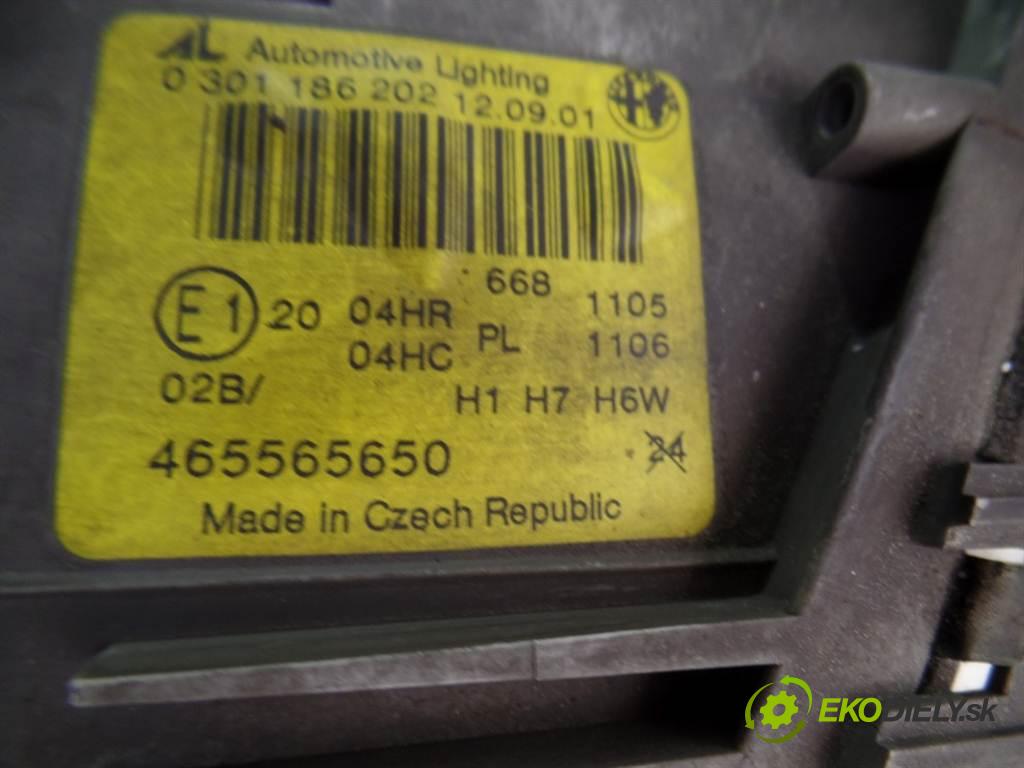 AL Automotive Lighting
0 301 186 202 12.09.01
668
E1 20 04HR 1105
04HC PL 1106
02B/ H1 H7 H6W
465565650 24
Made in Czech Republic
EKODIELY.sk